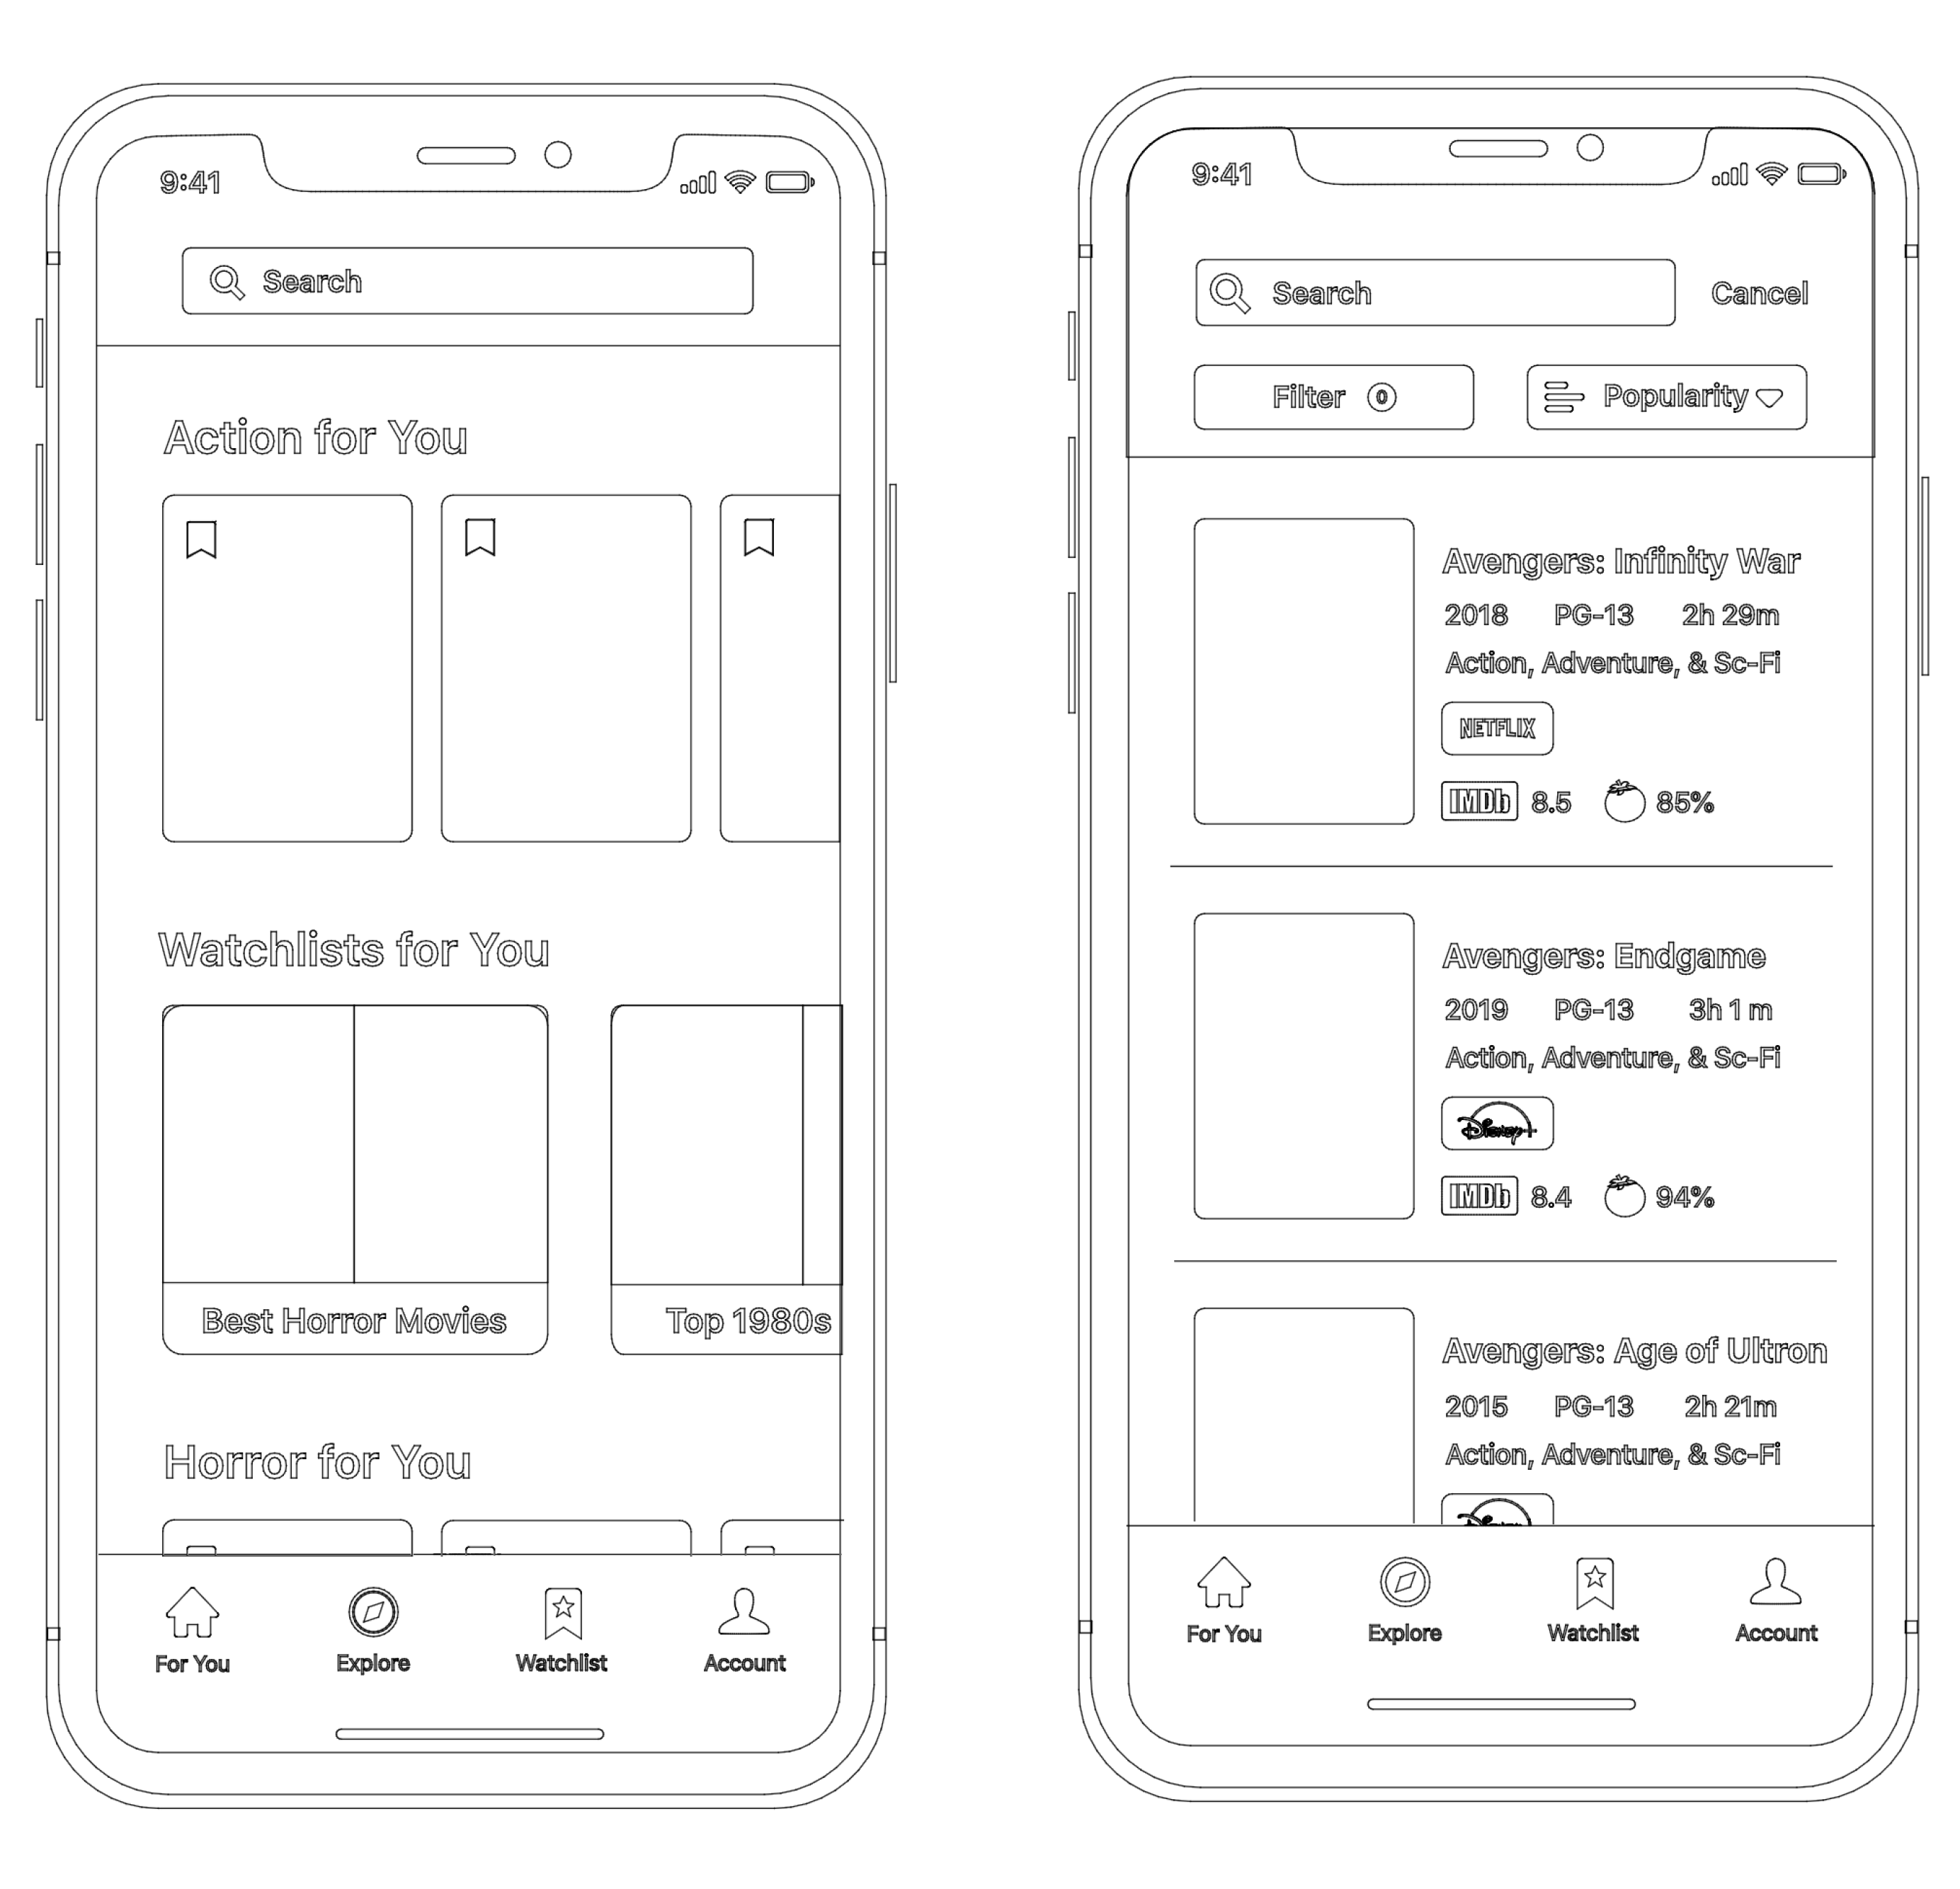 9:41
Search
Action for You
Watchlists for You
Best Horror Movies
Top 1980s
Horror for You
For You
Explore
Watchlist
Account
9:41
Search
Cancel
Filter 0
Popularity
Avengers: Infinity War
2018 PG-13 2h 29m
Action, Adventure, & Sc-Fi
NETFLIX
IMDb 8.5 85%
Avengers: Endgame
2019 PG-13 3h 1 m
Action, Adventure, & Sc-Fi
Disney+
IMDb 8.4 94%
Avengers: Age of Ultron
2015 PG-13 2h 21m
Action, Adventure, & Sc-Fi
For You
Explore
Watchlist
Account